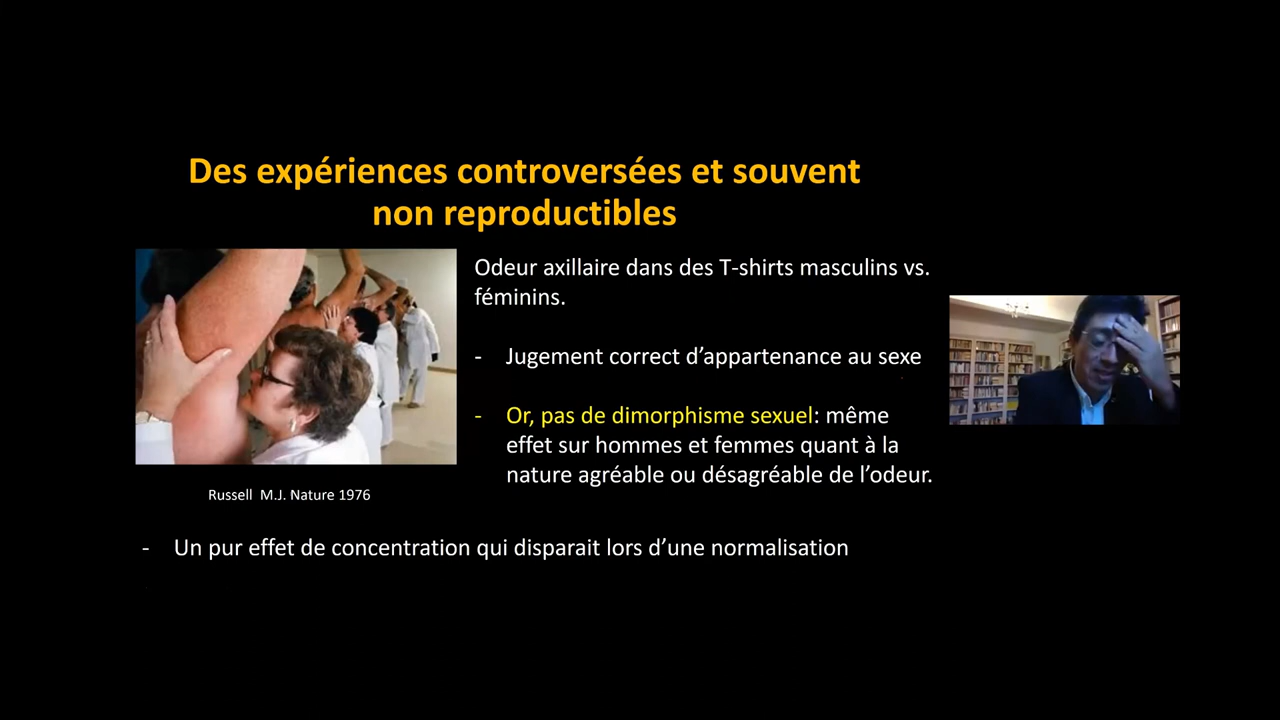 Des expériences controversées et souvent
non reproductibles
Odeur axillaire dans des T-shirts masculins vs.
féminins.
- Jugement correct d’appartenance au sexe
- Or, pas de dimorphisme sexuel: même
effet sur hommes et femmes quant à la
nature agréable ou désagréable de l’odeur.
Russell M.J. Nature 1976
- Un pur effet de concentration qui disparait lors d’une normalisation